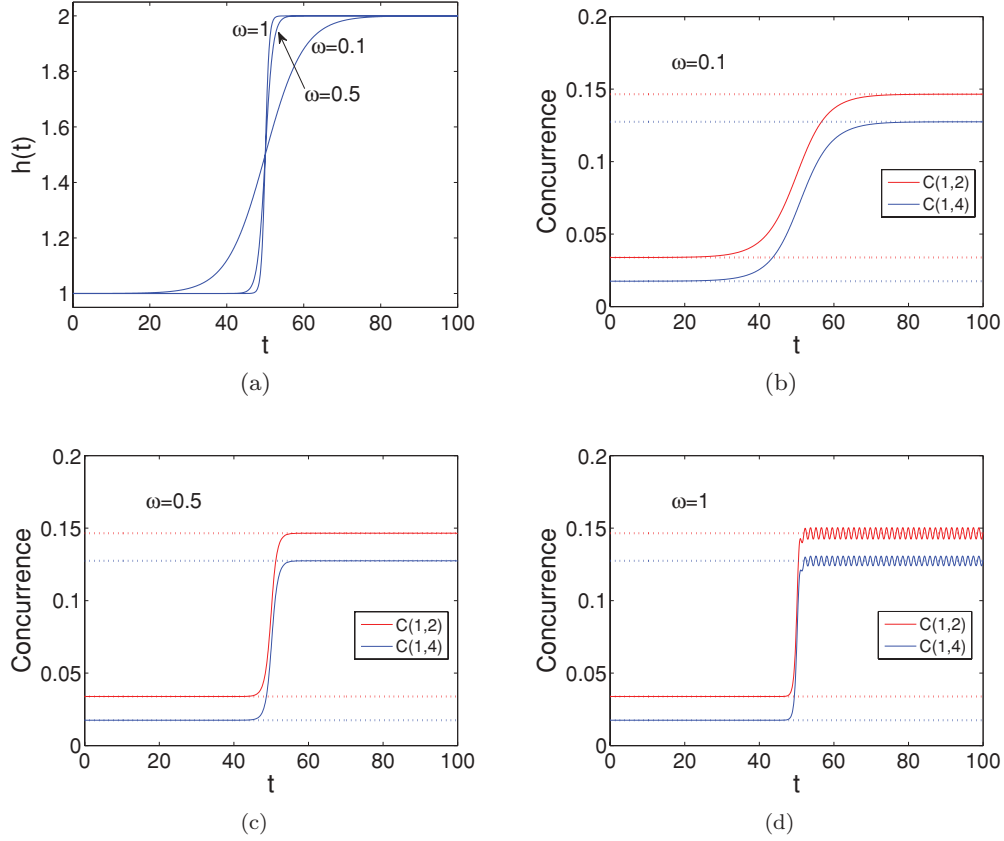 2
1.8
1.6
1.4
1.2
1
h(t)
ω=1
ω=0.1
ω=0.5
0 20 40 60 80 100
t
(a)
0.2
0.15
0.1
0.05
0
Concurrence
ω=0.1
C(1,2)
C(1,4)
0 20 40 60 80 100
t
(b)
0.2
0.15
0.1
0.05
0
Concurrence
ω=0.5
C(1,2)
C(1,4)
0 20 40 60 80 100
t
(c)
0.2
0.15
0.1
0.05
0
Concurrence
ω=1
C(1,2)
C(1,4)
0 20 40 60 80 100
t
(d)